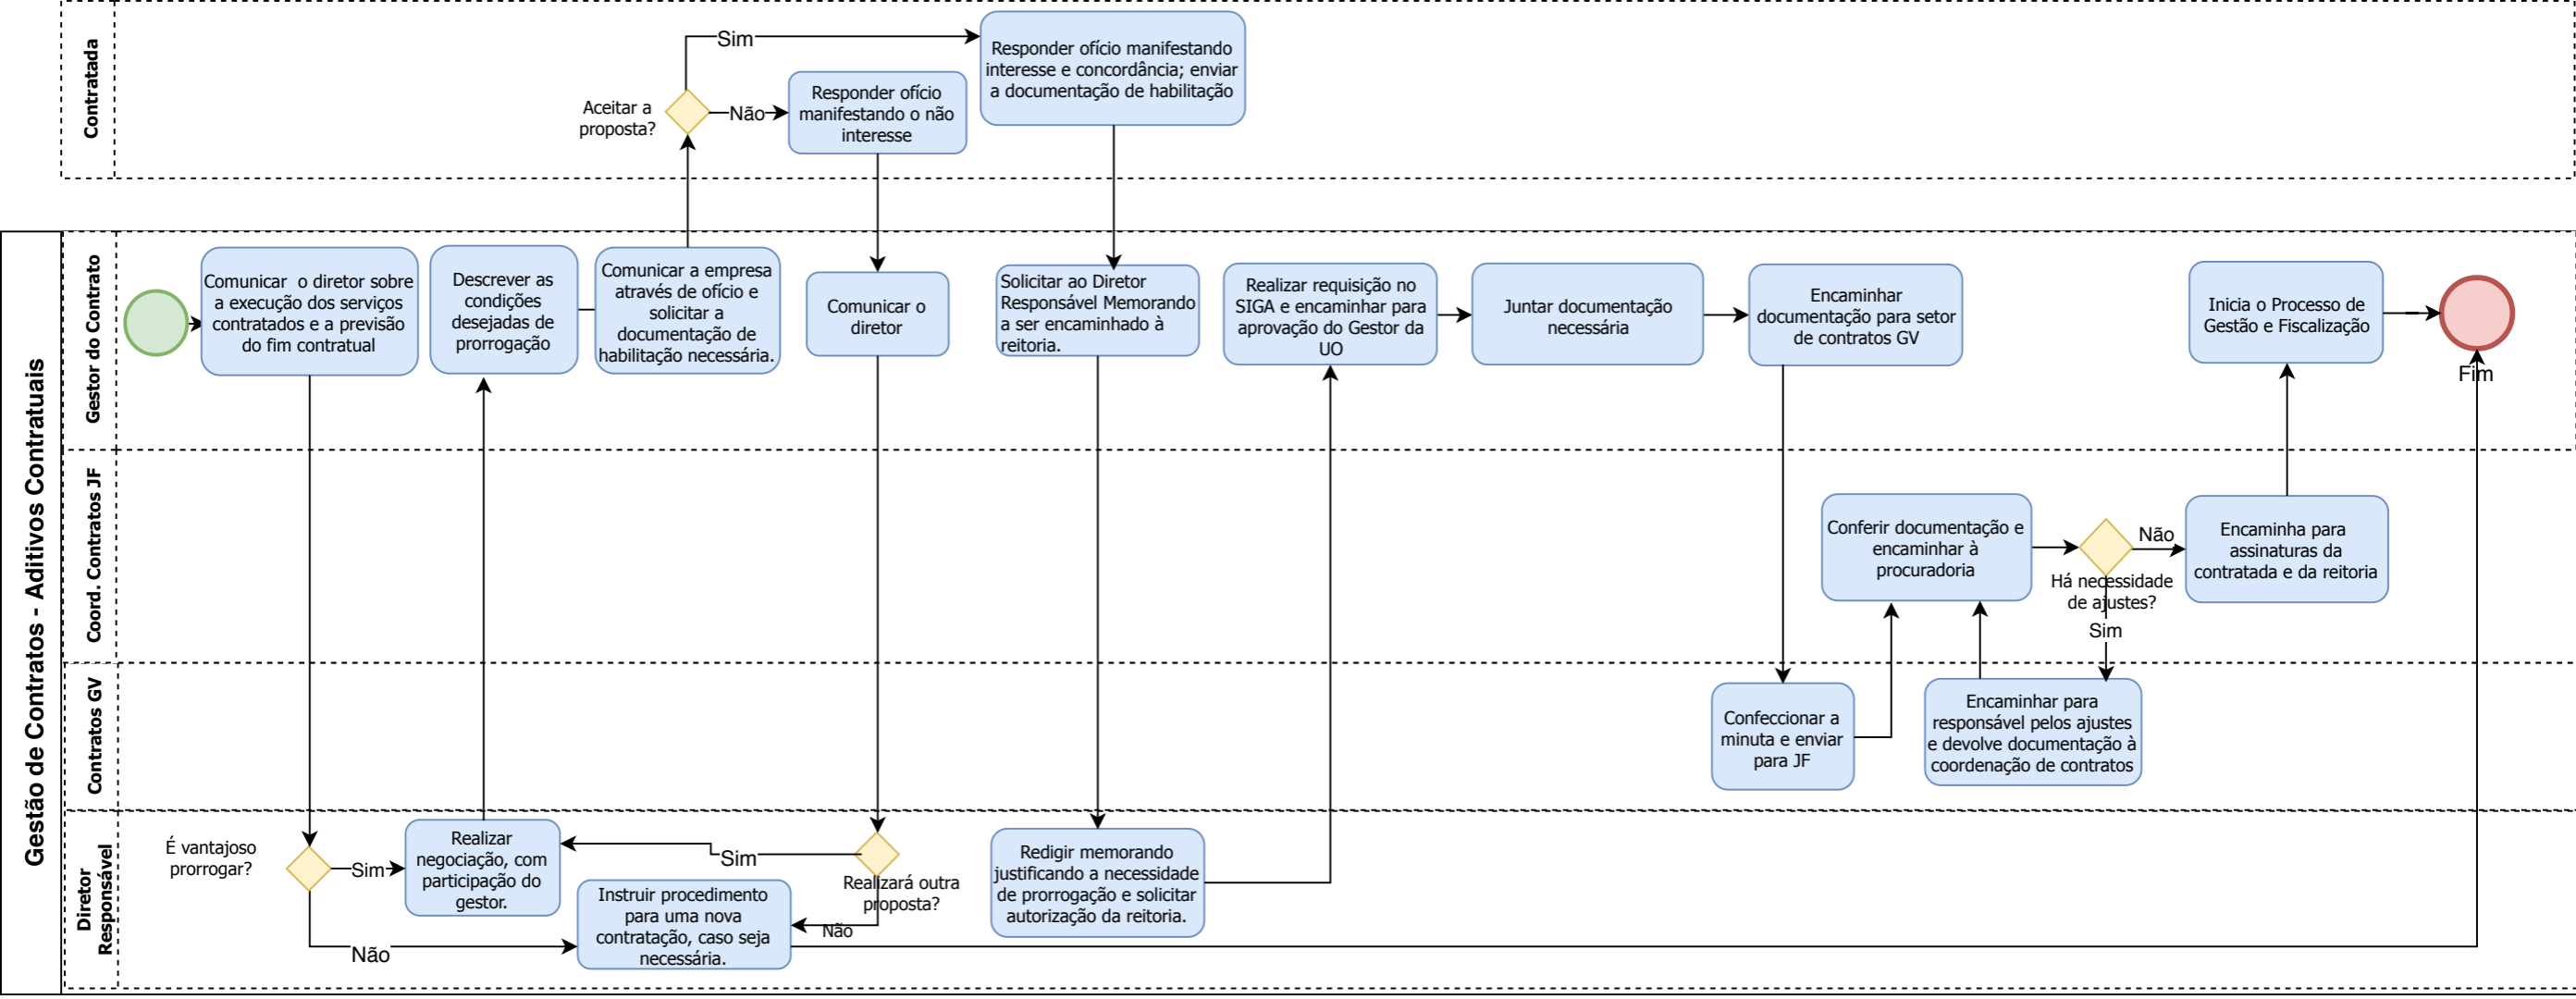 Contratada
Sim
Aceitar a
proposta?
Não
Responder ofício
manifestando o não
interesse
Responder ofício manifestando
interesse e concordância; enviar
a documentação de habilitação
Gestão de Contratos - Aditivos Contratuais
Gestor do Contrato
Comunicar o diretor sobre
a execução dos serviços
contratados e a previsão
do fim contratual
Descrever as
condições
desejadas de
prorrogação
Comunicar a empresa
através de ofício e
solicitar a
documentação de
habilitação necessária.
Comunicar o
diretor
Solicitar ao Diretor
Responsável Memorando
a ser encaminhado à
reitoria.
Realizar requisição no
SIGA e encaminhar para
aprovação do Gestor da
UO
Juntar documentação
necessária
Encaminhar
documentação para setor
de contratos GV
Inicia o Processo de
Gestão e Fiscalização
Fim
Coord. Contratos JF
Conferir documentação e
encaminhar à
procuradoria
Há necessidade
de ajustes?
Não
Sim
Encaminha para
assinaturas da
contratada e da reitoria
Contratos GV
Confeccionar a
minuta e enviar
para JF
Encaminhar para
responsável pelos ajustes
e devolve documentação à
coordenação de contratos
Diretor
Responsável
É vantajoso
prorrogar?
Sim
Não
Realizar
negociação, com
participação do
gestor.
Instruir procedimento
para uma nova
contratação, caso seja
necessária.
Sim
Realizará outra
proposta?
Não
Redigir memorando
justificando a necessidade
de prorrogação e solicitar
autorização da reitoria.